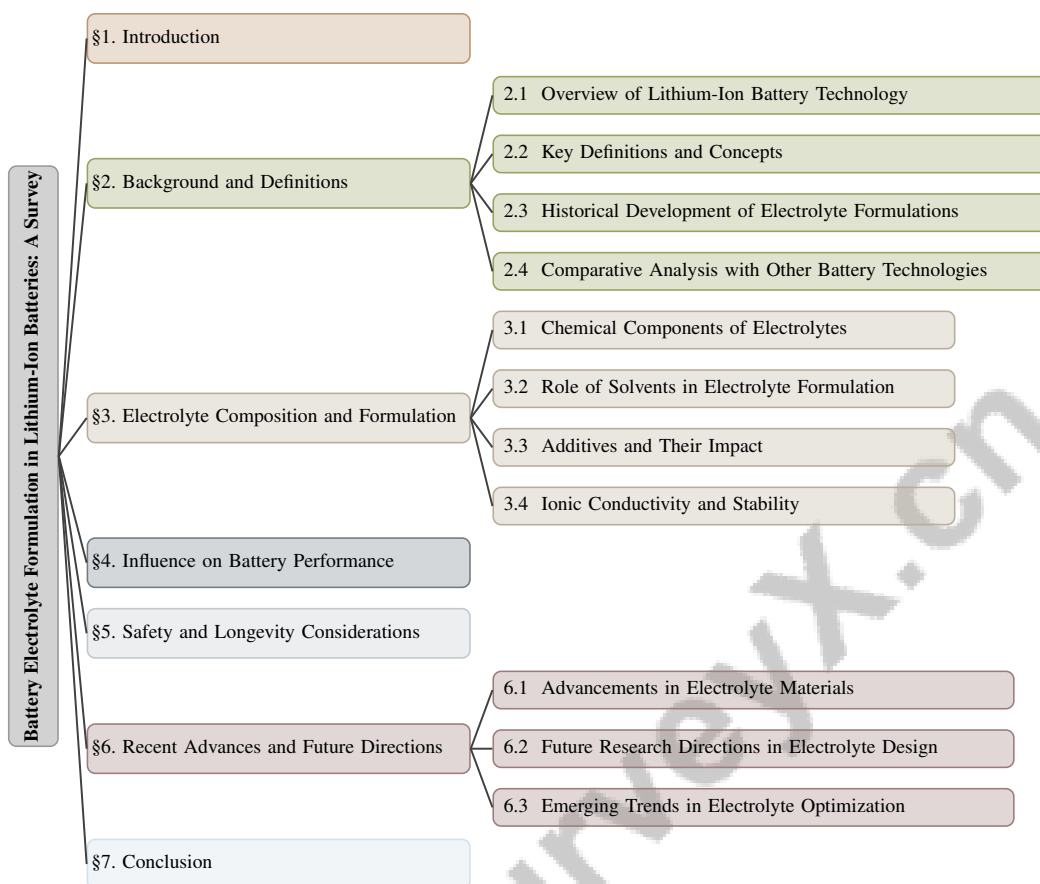 Battery Electrolyte Formulation in Lithium-Ion Batteries: A Survey
§1. Introduction
§2. Background and Definitions
2.1 Overview of Lithium-Ion Battery Technology
2.2 Key Definitions and Concepts
2.3 Historical Development of Electrolyte Formulations
2.4 Comparative Analysis with Other Battery Technologies
§3. Electrolyte Composition and Formulation
3.1 Chemical Components of Electrolytes
3.2 Role of Solvents in Electrolyte Formulation
3.3 Additives and Their Impact
3.4 Ionic Conductivity and Stability
§4. Influence on Battery Performance
§5. Safety and Longevity Considerations
§6. Recent Advances and Future Directions
6.1 Advancements in Electrolyte Materials
6.2 Future Research Directions in Electrolyte Design
6.3 Emerging Trends in Electrolyte Optimization
§7. Conclusion
urveyX.cn